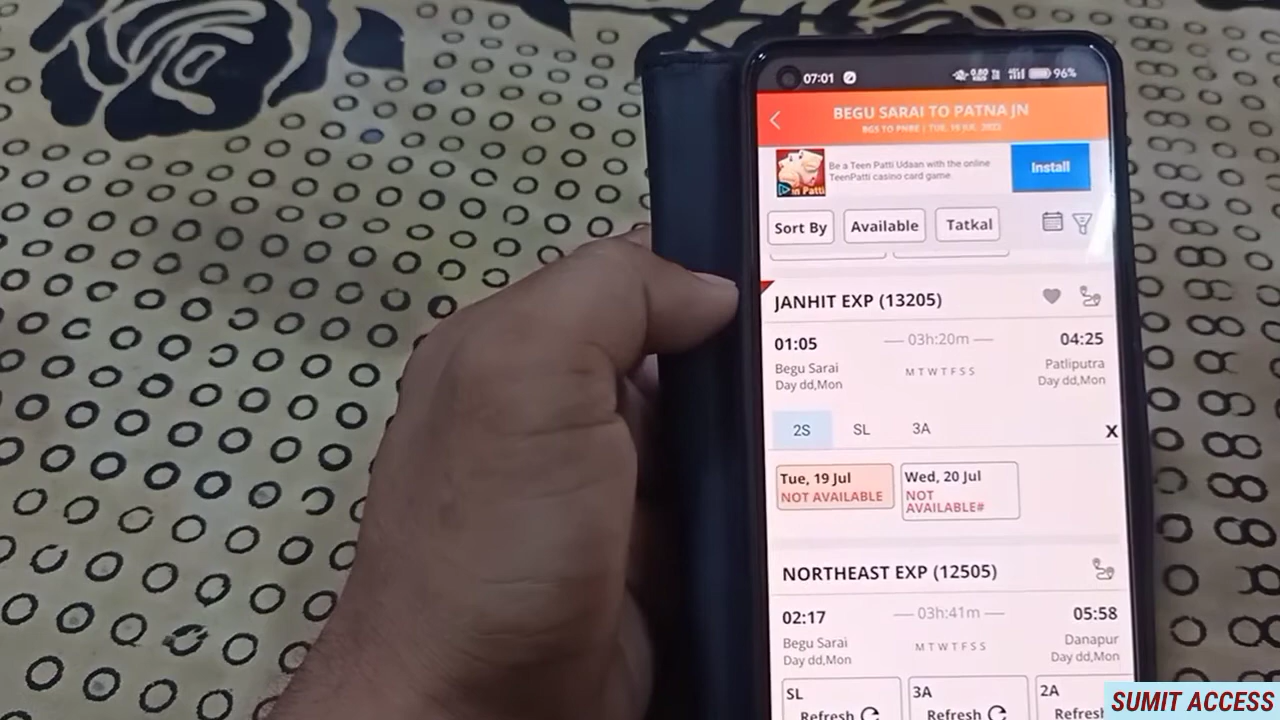 07:01
96%
BEGU SARAI TO PATNA JN
BGS TO PNBE | TUE, 19 JUL, 2022
Be a Teen Patti Udaan with the online
TeenPatti casino card game
Install
in Patti
Sort By
Available
Tatkal
JANHIT EXP (13205)
01:05
03h:20m
04:25
Begu Sarai
M T W T F S S
Patliputra
Day dd,Mon
Day dd,Mon
2S
SL
3A
X
Tue, 19 Jul
NOT AVAILABLE
Wed, 20 Jul
NOT
AVAILABLE#
NORTHEAST EXP (12505)
02:17
03h:41m
05:58
Begu Sarai
M T W T F S S
Danapur
Day dd,Mon
Day dd,Mon
SL
Refresh
3A
Refresh
2A
Refresh
SUMIT ACCESS